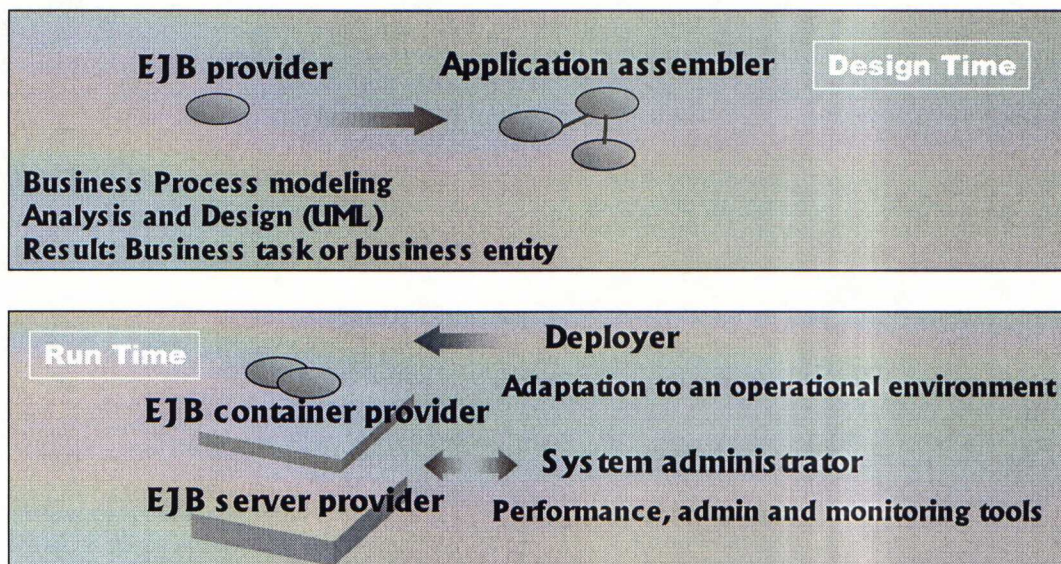 EJB provider
Application assembler
Design Time
Business Process modeling
Analysis and Design (UML)
Result: Business task or business entity
Run Time
Deployer
Adaptation to an operational environment
EJB container provider
System administrator
EJB server provider
Performance, admin and monitoring tools